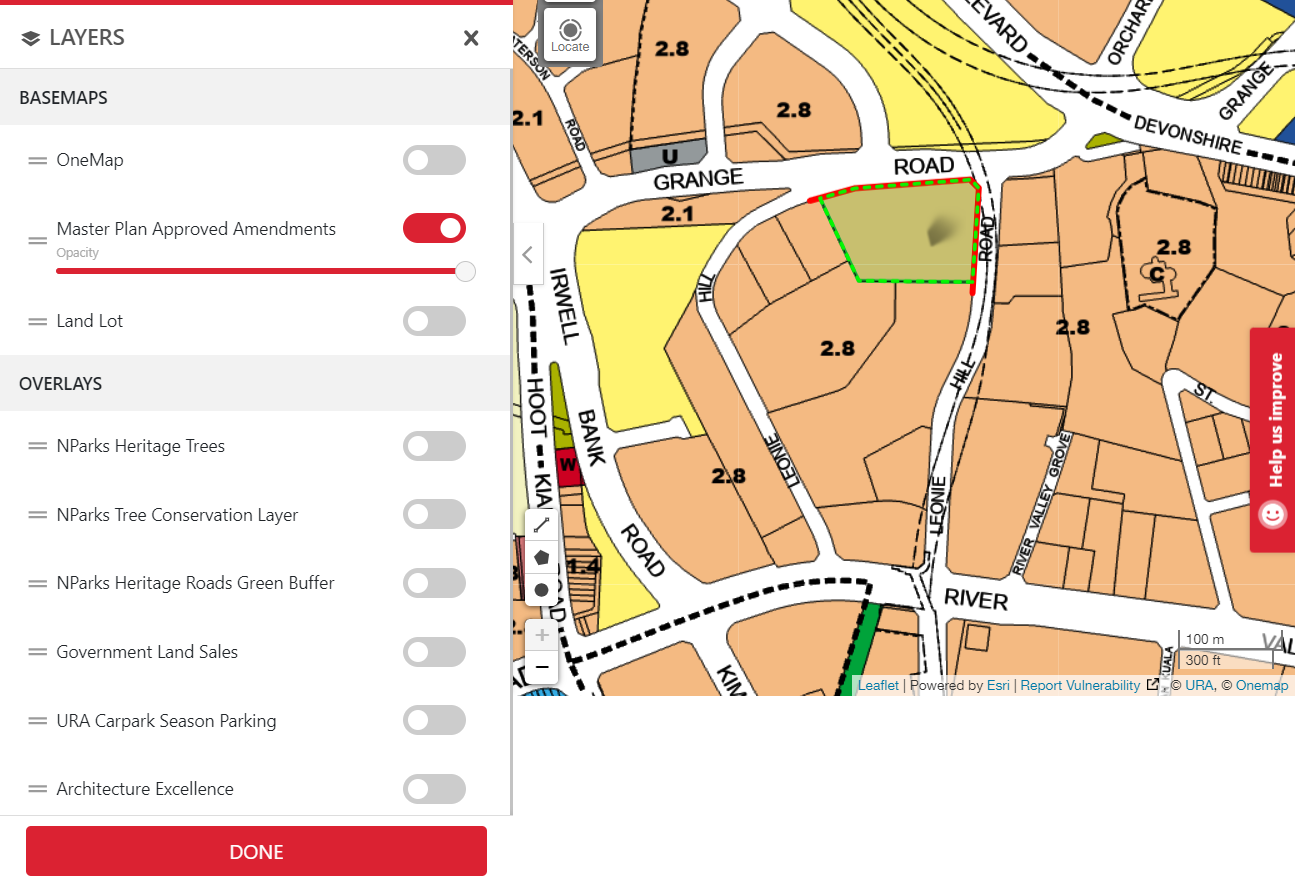 LAYERS
BASEMAPS
OneMap
Master Plan Approved Amendments
Opacity
Land Lot
OVERLAYS
NParks Heritage Trees
NParks Tree Conservation Layer
NParks Heritage Roads Green Buffer
Government Land Sales
URA Carpark Season Parking
Architecture Excellence
DONE
Locate
2.8
ORCHAR
GRANGE
DEVONSHIRE
2.1
ROAD
2.8
U
GRANGE
ROAD
2.1
ROAD
2.8
C
HILL
IRWELL
2.8
2.8
HILL
ST.
Help us improve
HOOT
KIA
BANK
W
2.8
LEONIE
LEONIE
RIVER VALLEY GROVE
ROAD
1.4
ROAD
RIVER
KIM
KUALA
100 m
300 ft
Leaflet | Powered by Esri | Report Vulnerability © URA, © Onemap